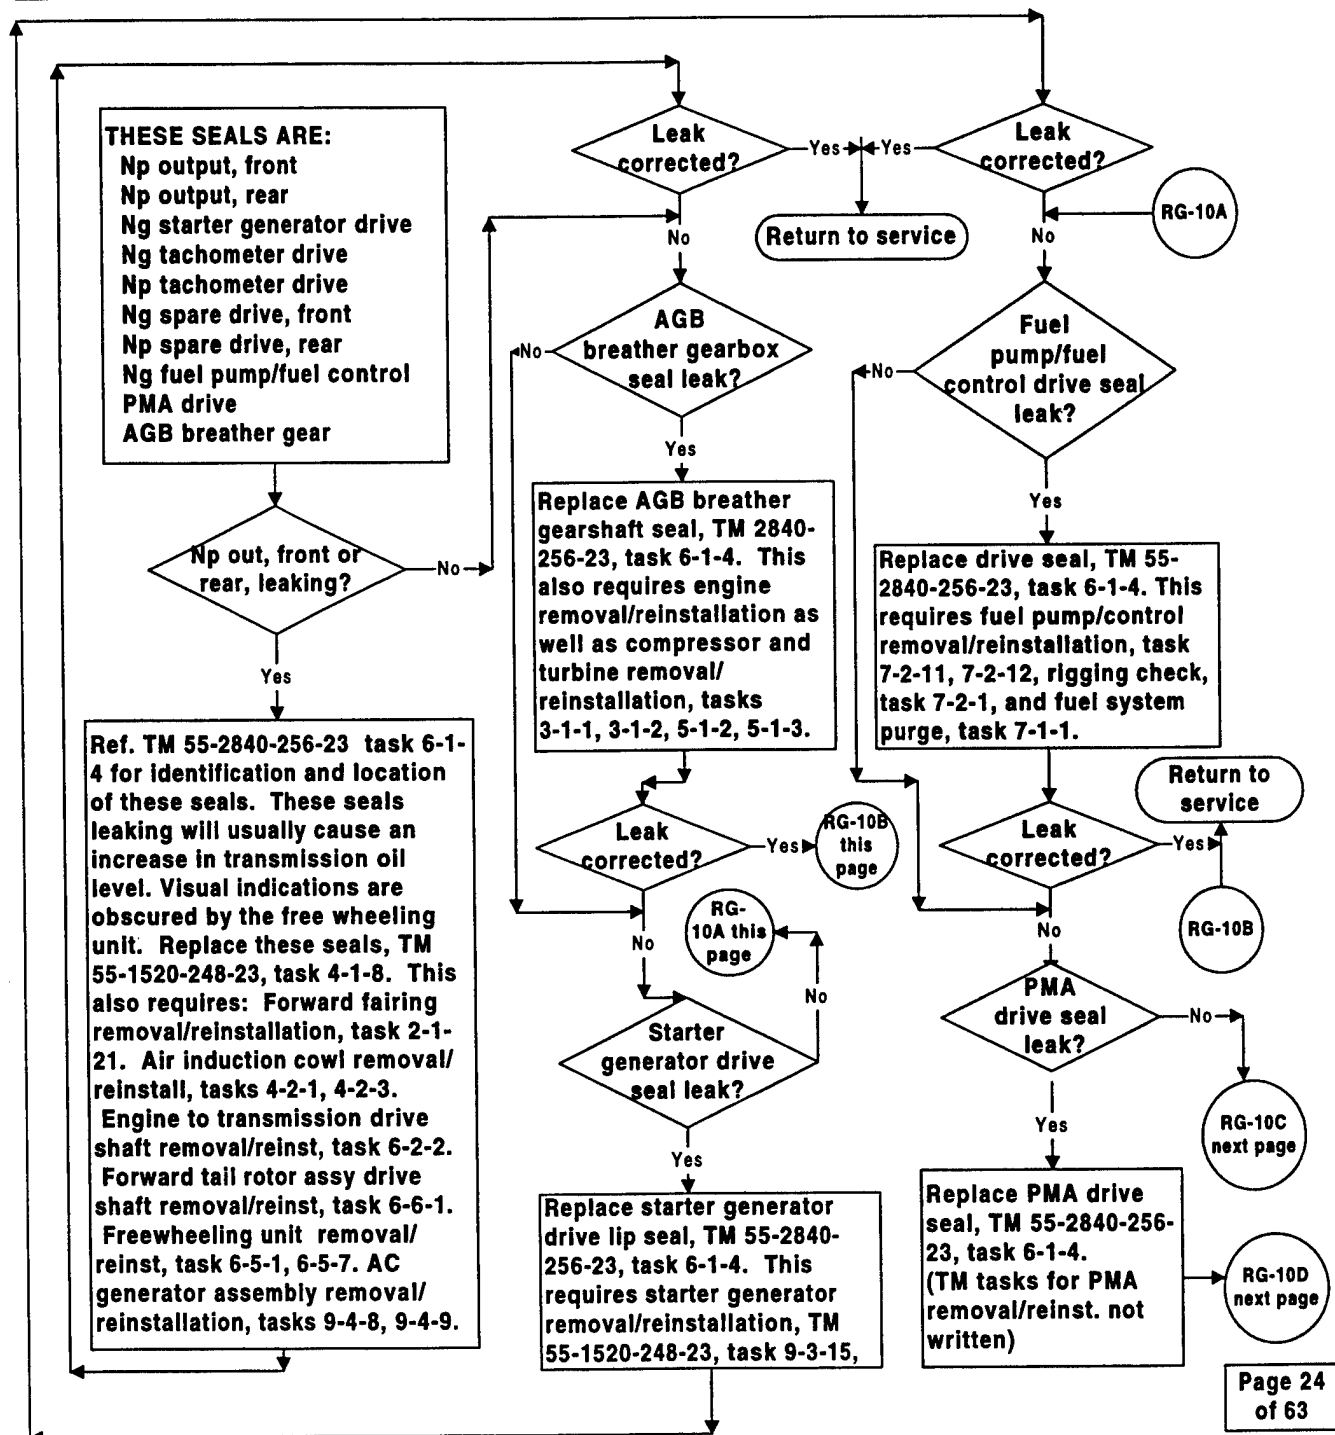 THESE SEALS ARE:
Np output, front
Np output, rear
Ng starter generator drive
Ng tachometer drive
Np tachometer drive
Ng spare drive, front
Np spare drive, rear
Ng fuel pump/fuel control
PMA drive
AGB breather gear
Np out, front or
rear, leaking?
No
Yes
Ref. TM 55-2840-256-23 task 6-1-
4 for identification and location
of these seals. These seals
leaking will usually cause an
increase in transmission oil
level. Visual indications are
obscured by the free wheeling
unit. Replace these seals, TM
55-1520-248-23, task 4-1-8. This
also requires: Forward fairing
removal/reinstallation, task 2-1-
21. Air induction cowl removal/
reinstall, tasks 4-2-1, 4-2-3.
Engine to transmission drive
shaft removal/reinst, task 6-2-2.
Forward tail rotor assy drive
shaft removal/reinst, task 6-6-1.
Freewheeling unit removal/
reinst, task 6-5-1, 6-5-7. AC
generator assembly removal/
reinstallation, tasks 9-4-8, 9-4-9.
Leak
corrected?
Yes
No
Return to service
AGB
breather gearbox
seal leak?
No
Yes
Replace AGB breather
gearshaft seal, TM 2840-
256-23, task 6-1-4. This
also requires engine
removal/reinstallation as
well as compressor and
turbine removal/
reinstallation, tasks
3-1-1, 3-1-2, 5-1-2, 5-1-3.
Leak
corrected?
Yes
RG-10B
this
page
No
RG-
10A this
page
No
Starter
generator drive
seal leak?
Yes
Replace starter generator
drive lip seal, TM 55-2840-
256-23, task 6-1-4. This
requires starter generator
removal/reinstallation, TM
55-1520-248-23, task 9-3-15,
Leak
corrected?
Yes
RG-10A
No
Fuel
pump/fuel
control drive seal
leak?
No
Yes
Replace drive seal, TM 55-
2840-256-23, task 6-1-4. This
requires fuel pump/control
removal/reinstallation, task
7-2-11, 7-2-12, rigging check,
task 7-2-1, and fuel system
purge, task 7-1-1.
Return to
service
Leak
corrected?
Yes
RG-10B
No
PMA
drive seal
leak?
No
RG-10C
next page
Yes
Replace PMA drive
seal, TM 55-2840-256-
23, task 6-1-4.
(TM tasks for PMA
removal/reinst. not
written)
RG-10D
next page
Page 24
of 63